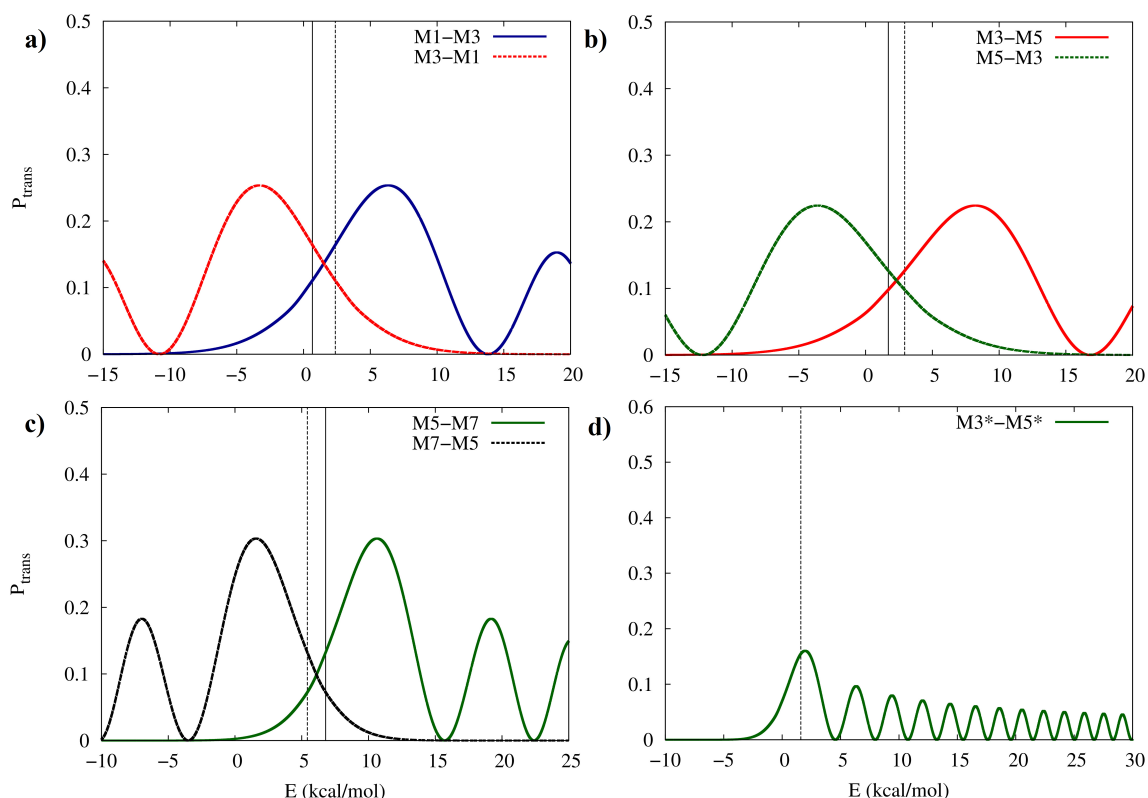 a)
M1−M3
M3−M1
0.5
0.4
0.3
0.2
0.1
0
P_trans
−15 −10 −5 0 5 10 15 20
b)
M3−M5
M5−M3
0.5
0.4
0.3
0.2
0.1
0
−15 −10 −5 0 5 10 15 20
c)
M5−M7
M7−M5
0.5
0.4
0.3
0.2
0.1
0
P_trans
−10 −5 0 5 10 15 20 25
E (kcal/mol)
d)
M3*−M5*
0.6
0.5
0.4
0.3
0.2
0.1
0
−10 −5 0 5 10 15 20 25 30
E (kcal/mol)